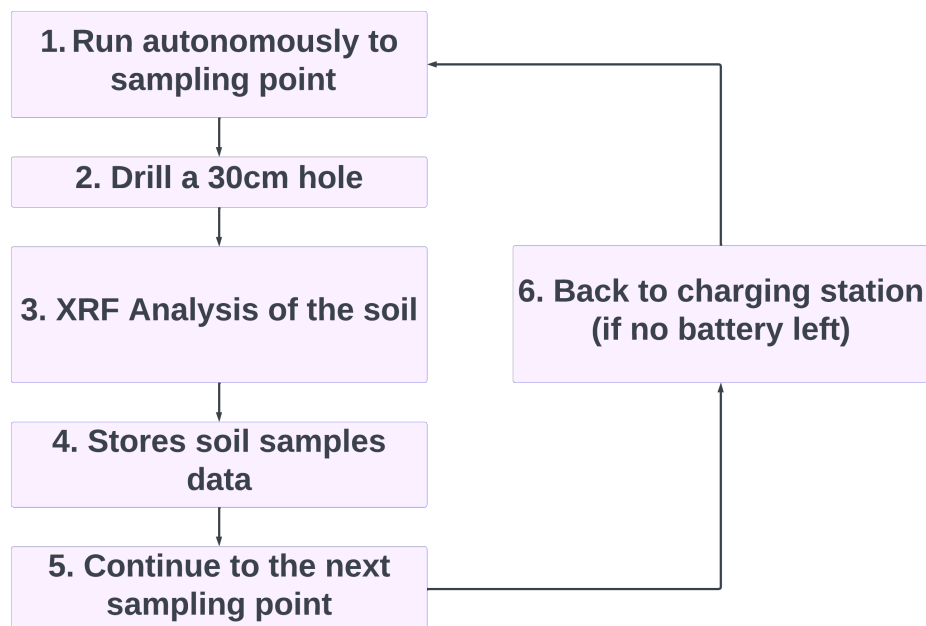 1. Run autonomously to
sampling point
2. Drill a 30cm hole
3. XRF Analysis of the soil
4. Stores soil samples
data
5. Continue to the next
sampling point
6. Back to charging station
(if no battery left)